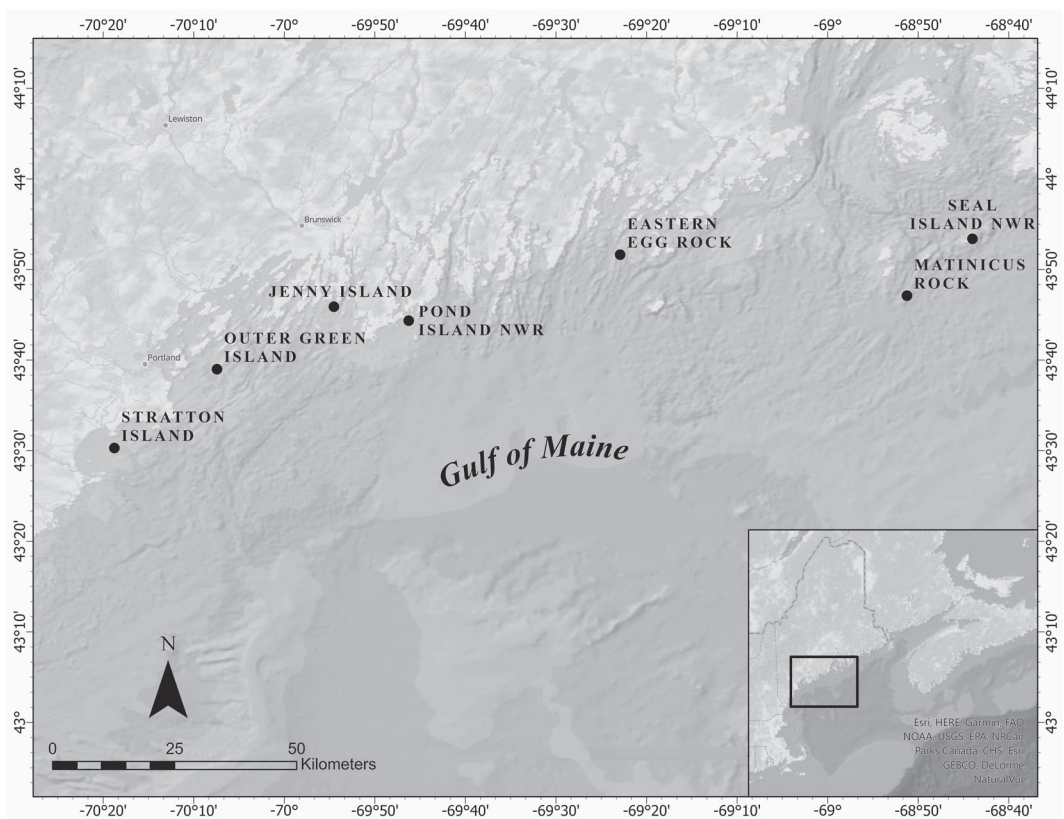 -70°20' -70°10' -70° -69°50' -69°40' -69°30' -69°20' -69°10' -69° -68°50' -68°40'
44°10' 44°10'
Lewiston
44° 44°
SEAL
ISLAND NWR
Brunswick
EASTERN
EGG ROCK
43°50' 43°50'
MATINICUS
ROCK
JENNY ISLAND
POND
ISLAND NWR
OUTER GREEN
ISLAND
Portland
43°40' 43°40'
STRATTON
ISLAND
43°30' 43°30'
Gulf of Maine
43°20' 43°20'
43°10' 43°10'
N
43° 43°
Esri, HERE, Garmin, FAO,
NOAA, USGS, EPA, NRCan,
Parks Canada, CHS, Esri,
GEBCO, DeLorme,
NaturalVue
0 25 50
Kilometers
-70°20' -70°10' -70° -69°50' -69°40' -69°30' -69°20' -69°10' -69° -68°50' -68°40'